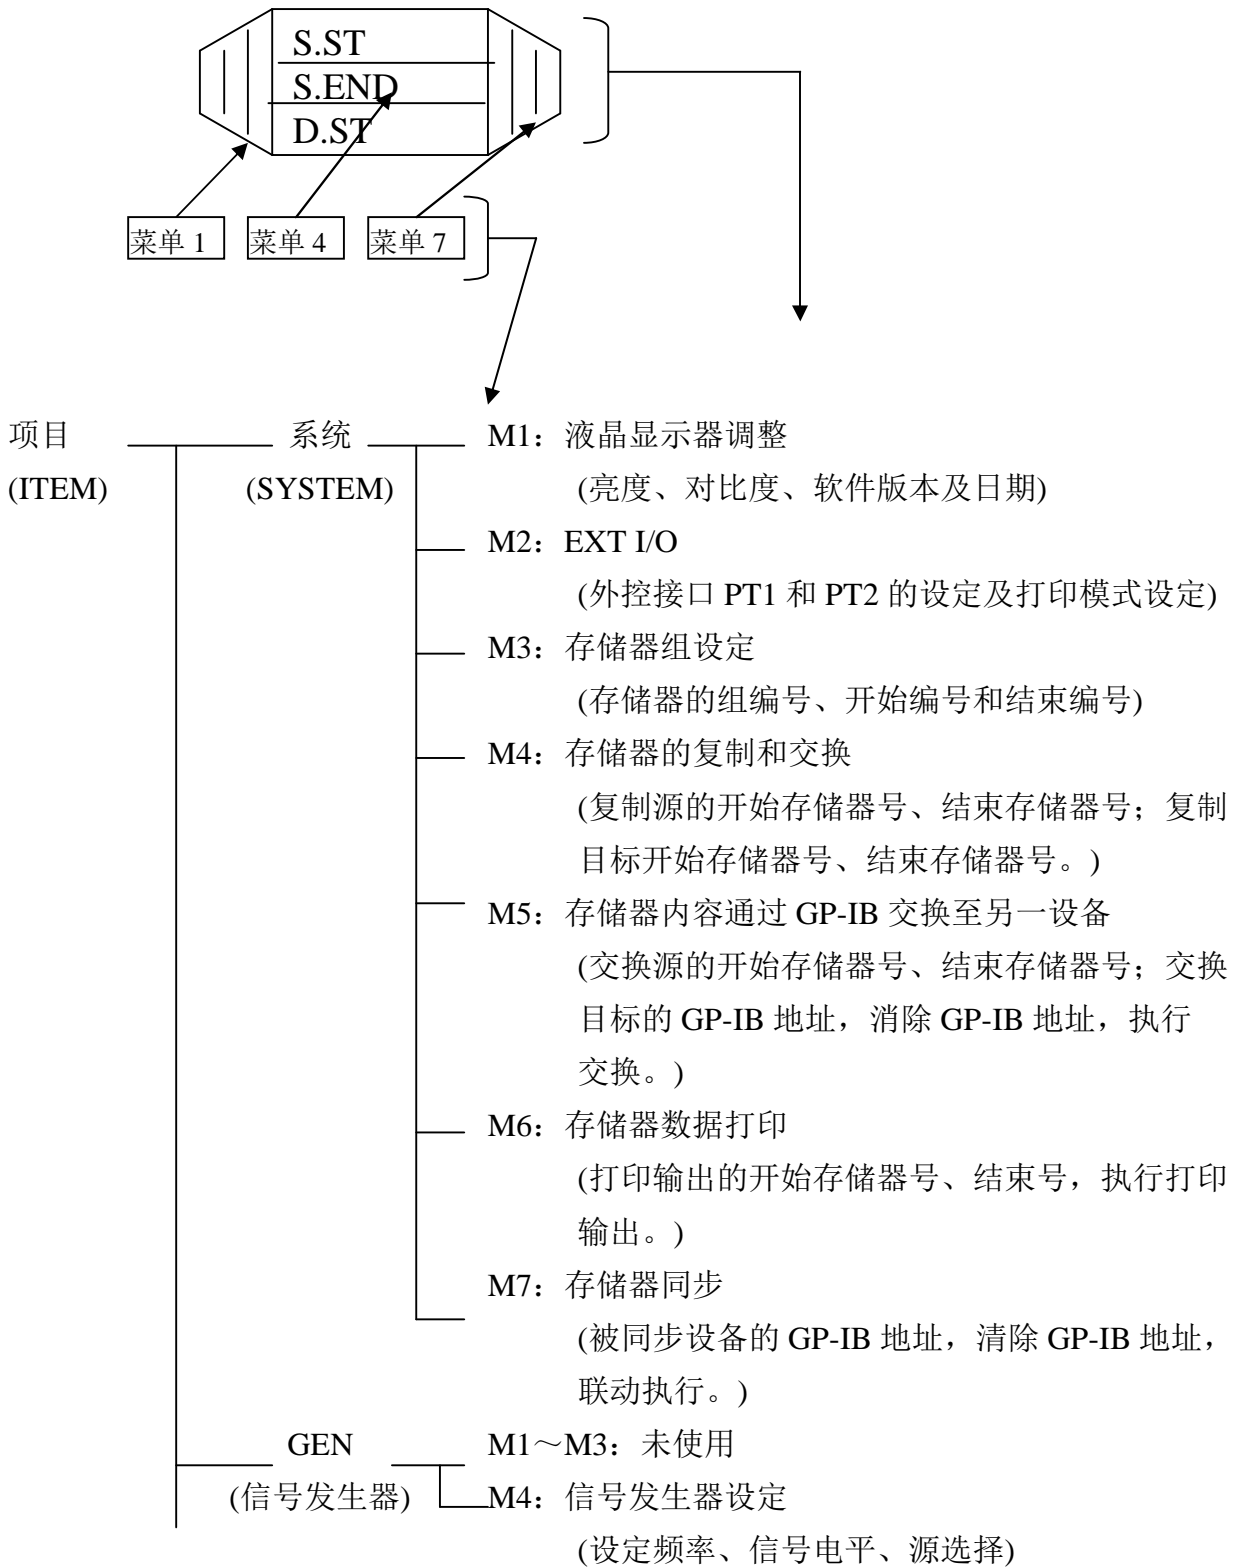 S.ST
S.END
D.ST
菜单 1 菜单 4 菜单 7
项目 系统 M1：液晶显示器调整
(ITEM) (SYSTEM) (亮度、对比度、软件版本及日期)
M2：EXT I/O
(外控接口 PT1 和 PT2 的设定及打印模式设定)
M3：存储器组设定
(存储器的组编号、开始编号和结束编号)
M4：存储器的复制和交换
(复制源的开始存储器号、结束存储器号；复制
目标开始存储器号、结束存储器号。)
M5：存储器内容通过 GP-IB 交换至另一设备
(交换源的开始存储器号、结束存储器号；交换
目标的 GP-IB 地址，消除 GP-IB 地址，执行
交换。)
M6：存储器数据打印
(打印输出的开始存储器号、结束号，执行打印
输出。)
M7：存储器同步
(被同步设备的 GP-IB 地址，清除 GP-IB 地址，
联动执行。)
GEN M1～M3：未使用
(信号发生器) M4：信号发生器设定
(设定频率、信号电平、源选择)